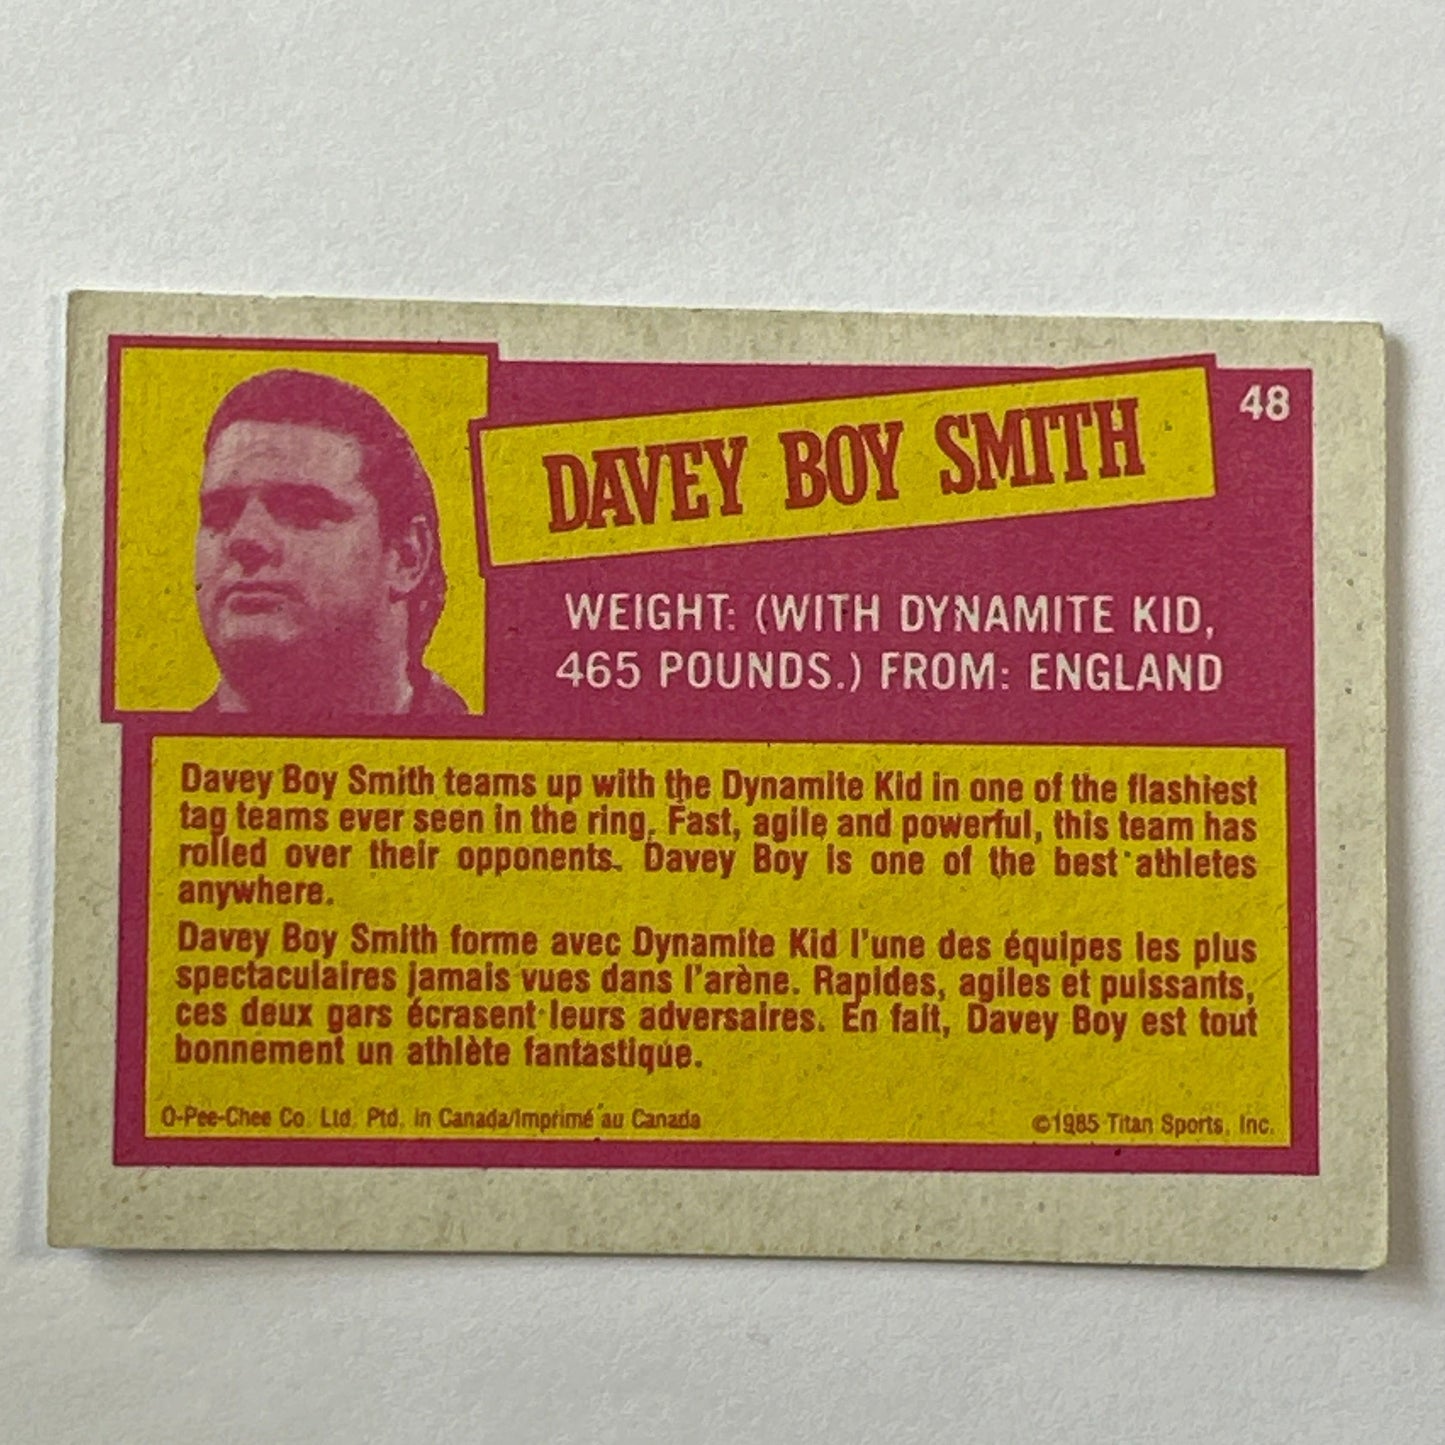 48
DAVEY BOY SMITH
WEIGHT: (WITH DYNAMITE KID,
465 POUNDS.) FROM: ENGLAND
Davey Boy Smith teams up with the Dynamite Kid in one of the flashiest
tag teams ever seen in the ring. Fast, agile and powerful, this team has
rolled over their opponents. Davey Boy is one of the best athletes
anywhere.
Davey Boy Smith forme avec Dynamite Kid l'une des équipes les plus
spectaculaires jamais vues dans l'arène. Rapides, agiles et puissants,
ces deux gars écrasent leurs adversaires. En fait, Davey Boy est tout
bonnement un athlète fantastique.
O-Pee-Chee Co. Ltd. Ptd. in Canada/Imprimé au Canada
©1985 Titan Sports, Inc.